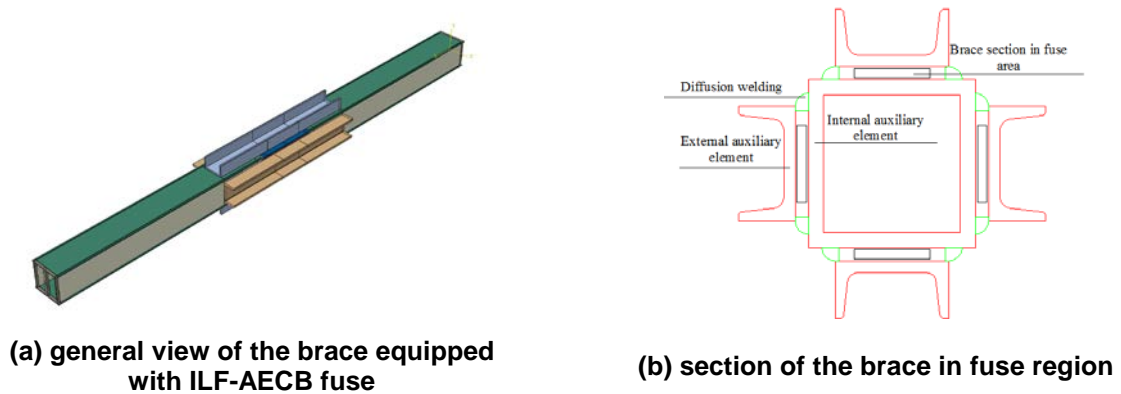 Brace section in fuse
area
Diffusion welding
Internal auxiliary
element
External auxiliary
element
(a) general view of the brace equipped
with ILF-AECB fuse
(b) section of the brace in fuse region